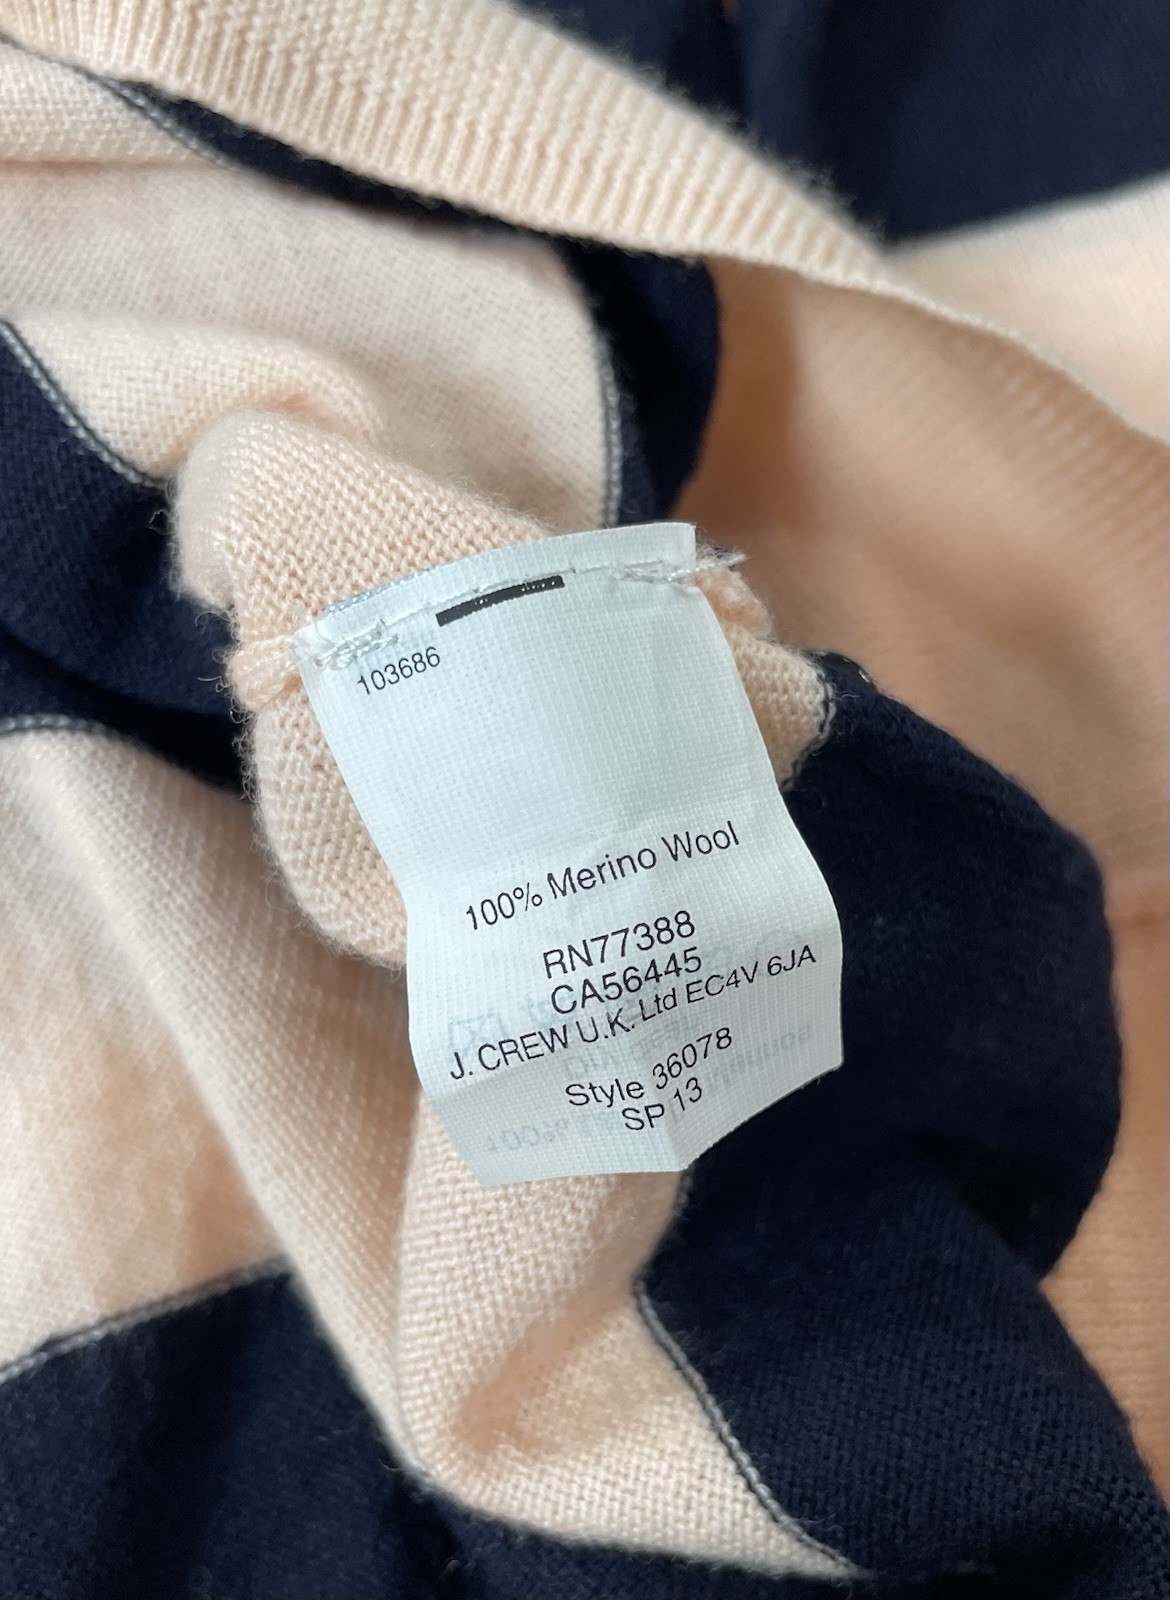 103686
100% Merino Wool
RN77388
CA56445
J. CREW U.K. Ltd EC4V 6JA
Style 36078
SP 13